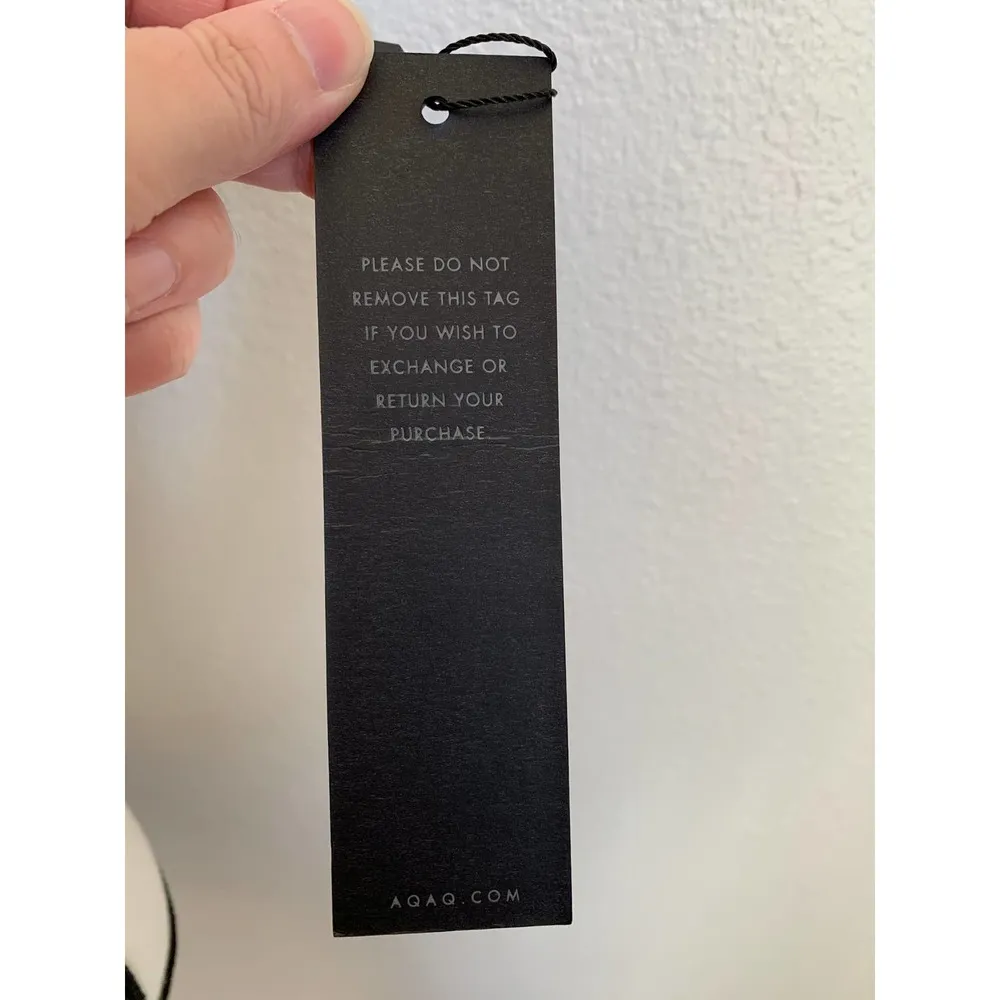 PLEASE DO NOT
REMOVE THIS TAG
IF YOU WISH TO
EXCHANGE OR
RETURN YOUR
PURCHASE.
AQAQ.COM